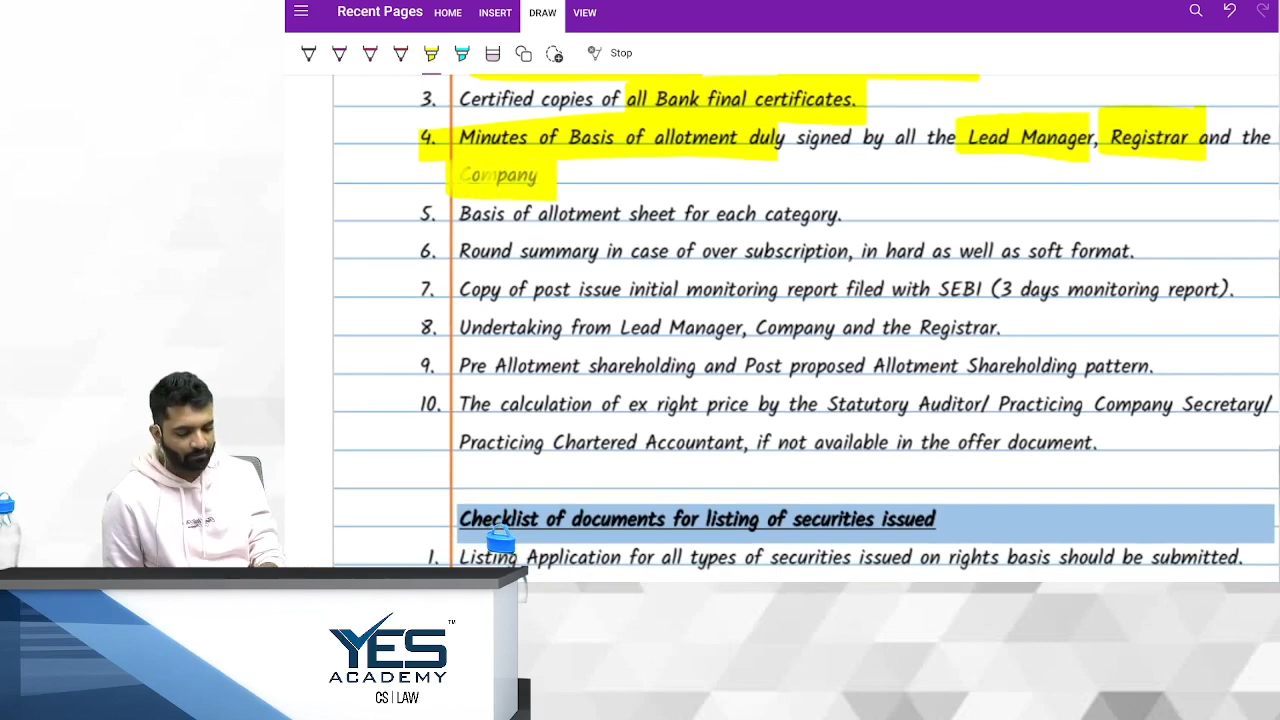 Recent Pages HOME INSERT DRAW VIEW
Stop
3. Certified copies of all Bank final certificates.
4. Minutes of Basis of allotment duly signed by all the Lead Manager, Registrar and the
Company
5. Basis of allotment sheet for each category.
6. Round summary in case of over subscription, in hard as well as soft format.
7. Copy of post issue initial monitoring report filed with SEBI (3 days monitoring report).
8. Undertaking from Lead Manager, Company and the Registrar.
9. Pre Allotment shareholding and Post proposed Allotment Shareholding pattern.
10. The calculation of ex right price by the Statutory Auditor/ Practicing Company Secretary/
Practicing Chartered Accountant, if not available in the offer document.
Checklist of documents for listing of securities issued
1. Listing Application for all types of securities issued on rights basis should be submitted.
YES™
ACADEMY
CS | LAW